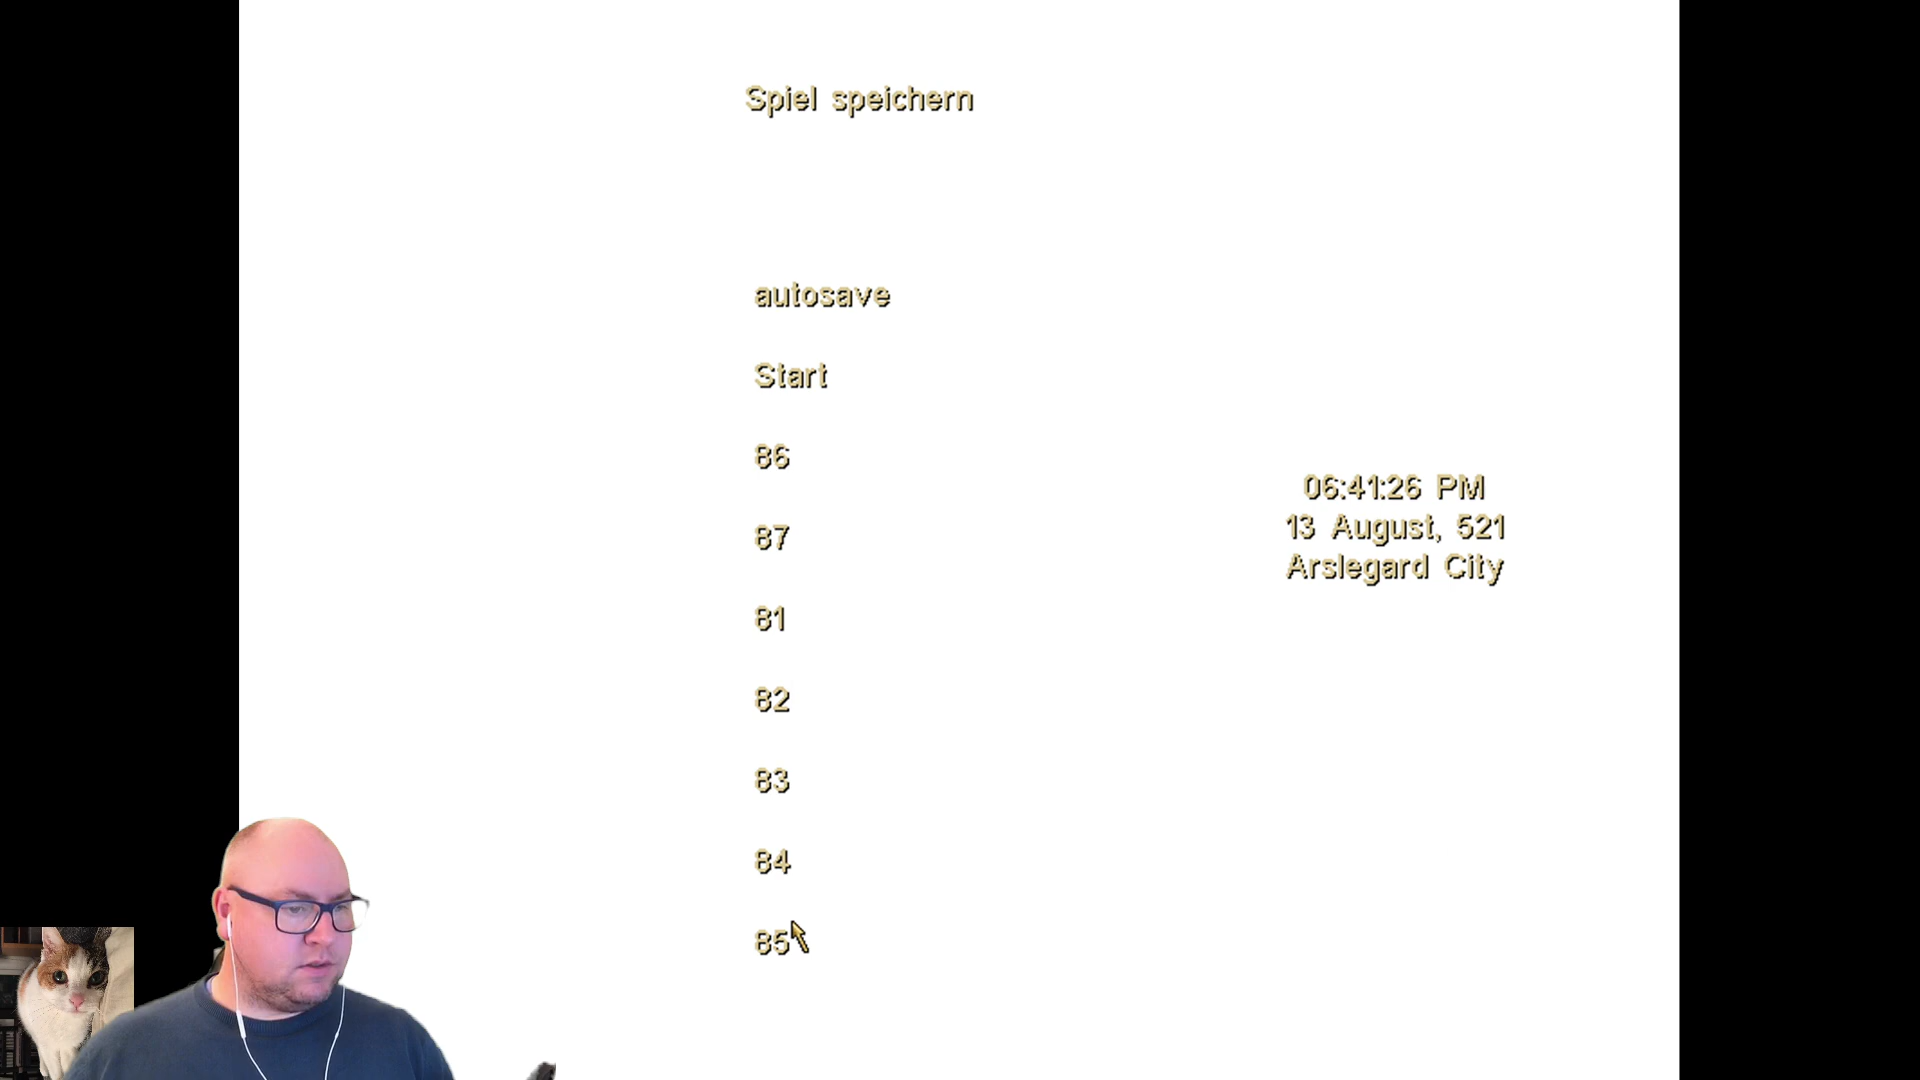 Spiel speichern
autosave
Start
86
87
81
82
83
84
85
06:41:26 PM
13 August, 521
Arslegard City